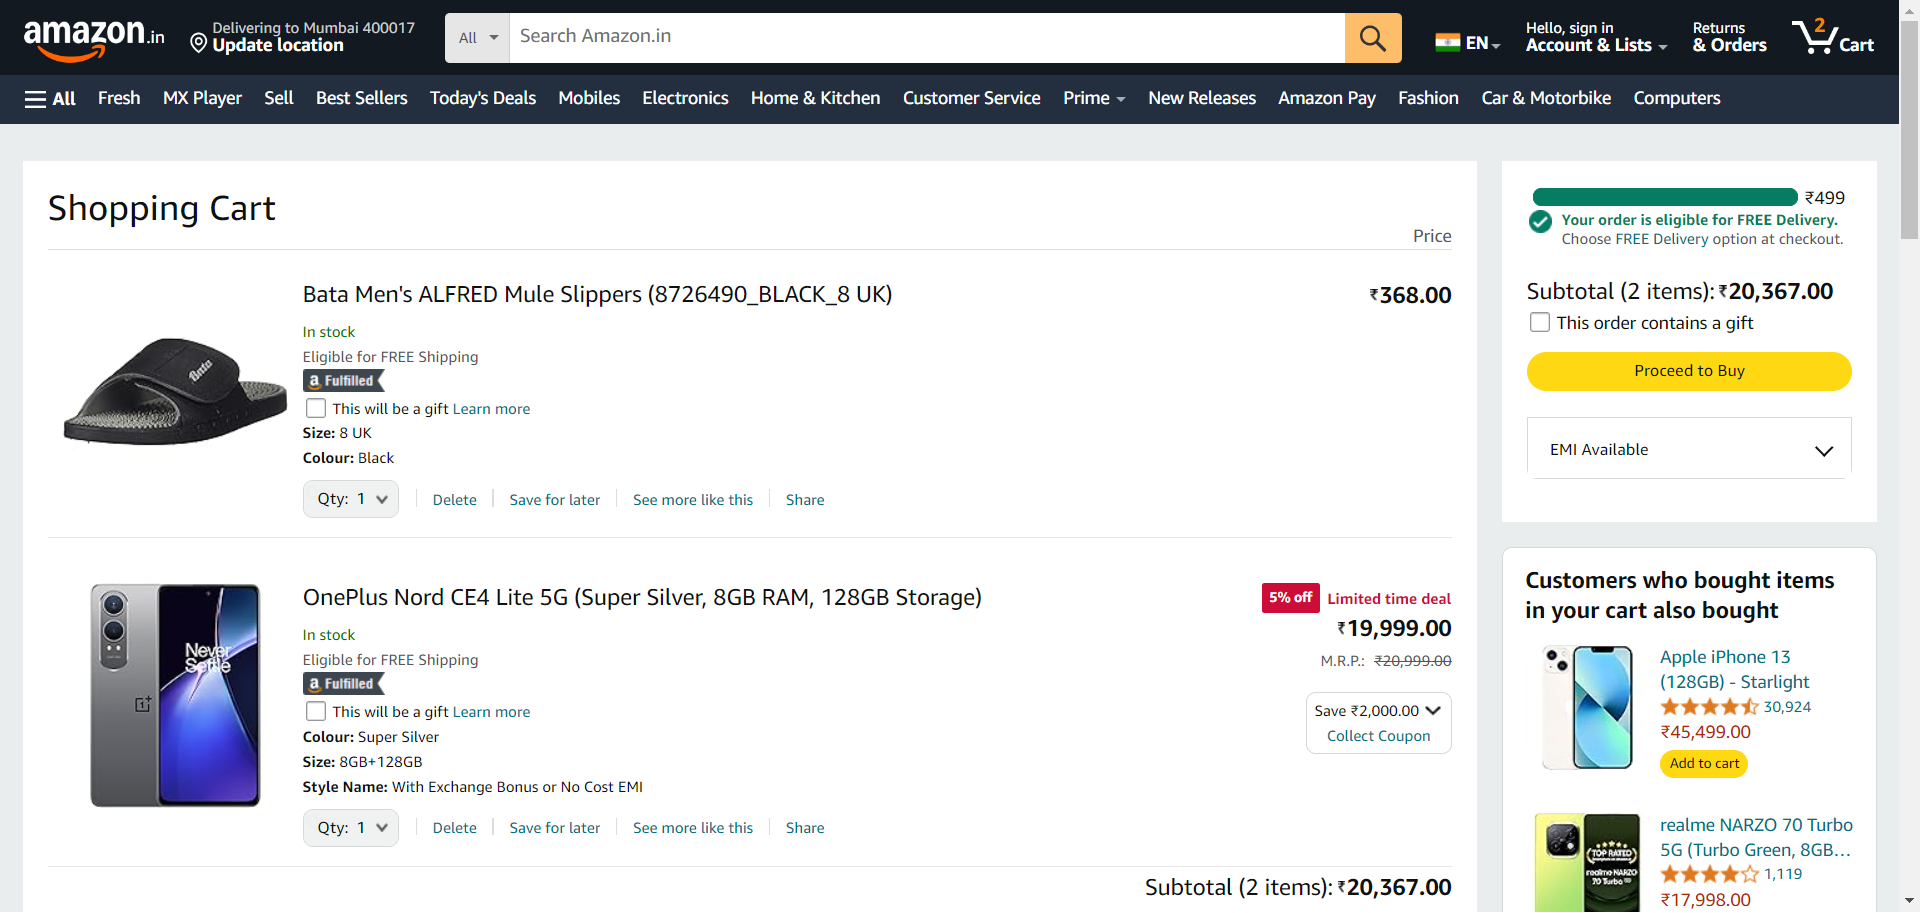 amazon.in
Delivering to Mumbai 400017
Update location
All
Search Amazon.in
EN
Hello, sign in
Account & Lists
Returns
& Orders
2
Cart
All
Fresh
MX Player
Sell
Best Sellers
Today's Deals
Mobiles
Electronics
Home & Kitchen
Customer Service
Prime
New Releases
Amazon Pay
Fashion
Car & Motorbike
Computers
Shopping Cart
Price
Bata Men's ALFRED Mule Slippers (8726490_BLACK_8 UK)
₹368.00
In stock
Eligible for FREE Shipping
a Fulfilled
This will be a gift Learn more
Size: 8 UK
Colour: Black
Qty: 1
Delete
Save for later
See more like this
Share
Bata
OnePlus Nord CE4 Lite 5G (Super Silver, 8GB RAM, 128GB Storage)
5% off
Limited time deal
₹19,999.00
M.R.P.: ₹20,999.00
Save ₹2,000.00
Collect Coupon
In stock
Eligible for FREE Shipping
a Fulfilled
This will be a gift Learn more
Colour: Super Silver
Size: 8GB+128GB
Style Name: With Exchange Bonus or No Cost EMI
Qty: 1
Delete
Save for later
See more like this
Share
Never
Settle
Subtotal (2 items): ₹20,367.00
₹499
Your order is eligible for FREE Delivery.
Choose FREE Delivery option at checkout.
Subtotal (2 items): ₹20,367.00
This order contains a gift
Proceed to Buy
EMI Available
Customers who bought items
in your cart also bought
Apple iPhone 13
(128GB) - Starlight
30,924
₹45,499.00
Add to cart
TOP RATED
realme NARZO
70 Turbo
realme NARZO 70 Turbo
5G (Turbo Green, 8GB…
1,119
₹17,998.00